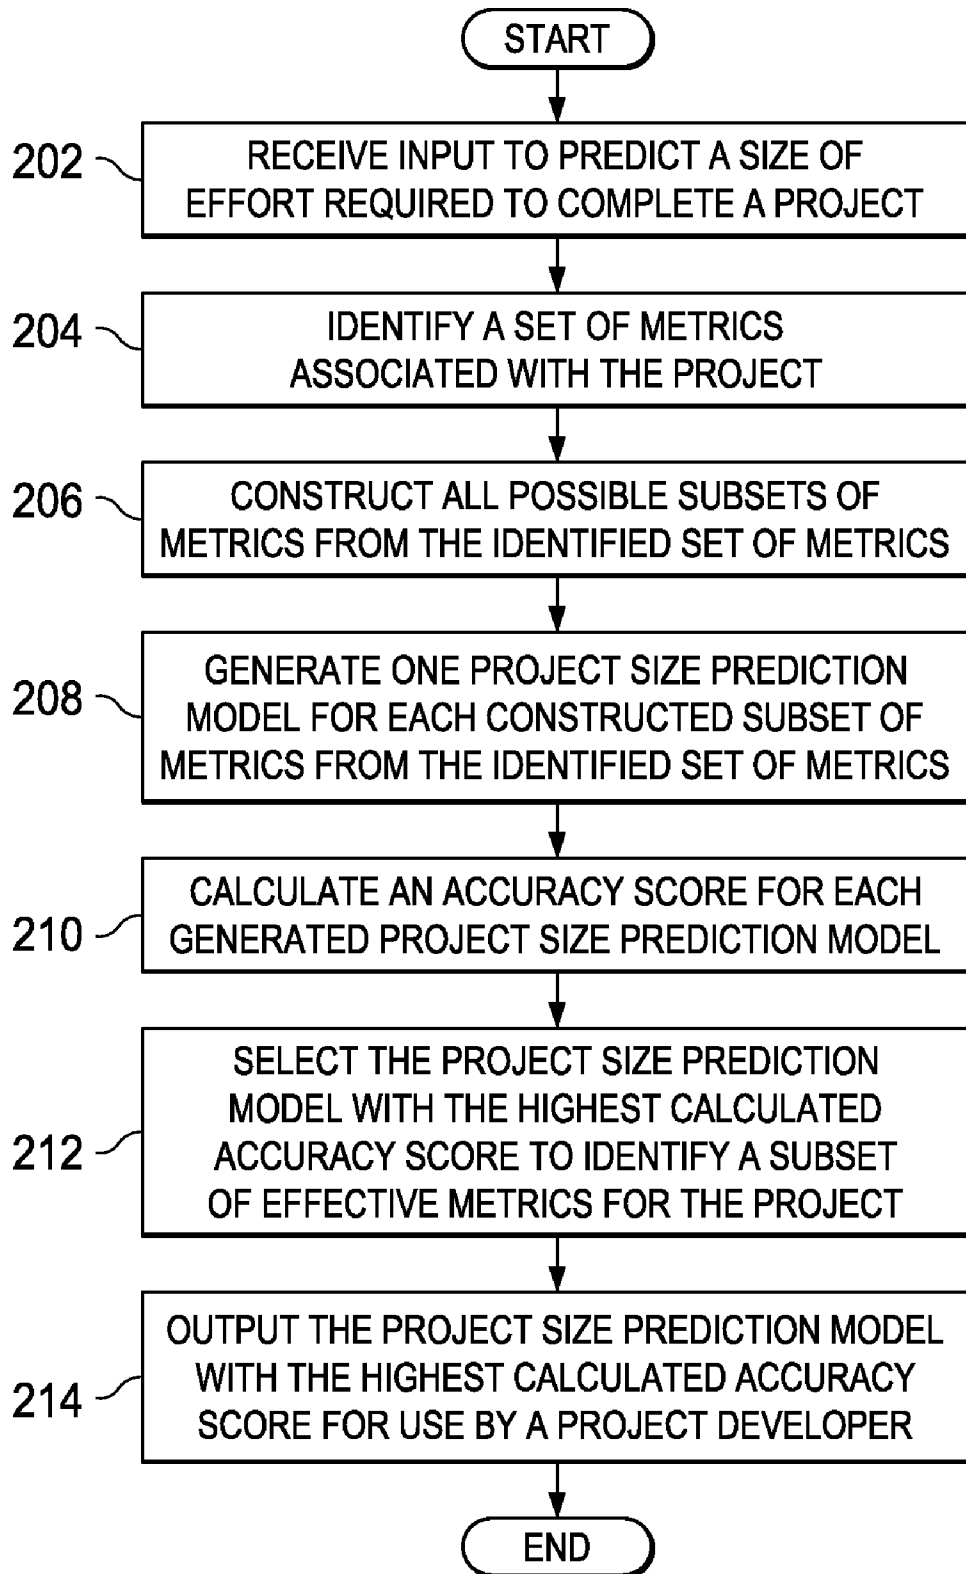 START
202
RECEIVE INPUT TO PREDICT A SIZE OF
EFFORT REQUIRED TO COMPLETE A PROJECT
204
IDENTIFY A SET OF METRICS
ASSOCIATED WITH THE PROJECT
206
CONSTRUCT ALL POSSIBLE SUBSETS OF
METRICS FROM THE IDENTIFIED SET OF METRICS
208
GENERATE ONE PROJECT SIZE PREDICTION
MODEL FOR EACH CONSTRUCTED SUBSET OF
METRICS FROM THE IDENTIFIED SET OF METRICS
210
CALCULATE AN ACCURACY SCORE FOR EACH
GENERATED PROJECT SIZE PREDICTION MODEL
212
SELECT THE PROJECT SIZE PREDICTION
MODEL WITH THE HIGHEST CALCULATED
ACCURACY SCORE TO IDENTIFY A SUBSET
OF EFFECTIVE METRICS FOR THE PROJECT
214
OUTPUT THE PROJECT SIZE PREDICTION MODEL
WITH THE HIGHEST CALCULATED ACCURACY
SCORE FOR USE BY A PROJECT DEVELOPER
END